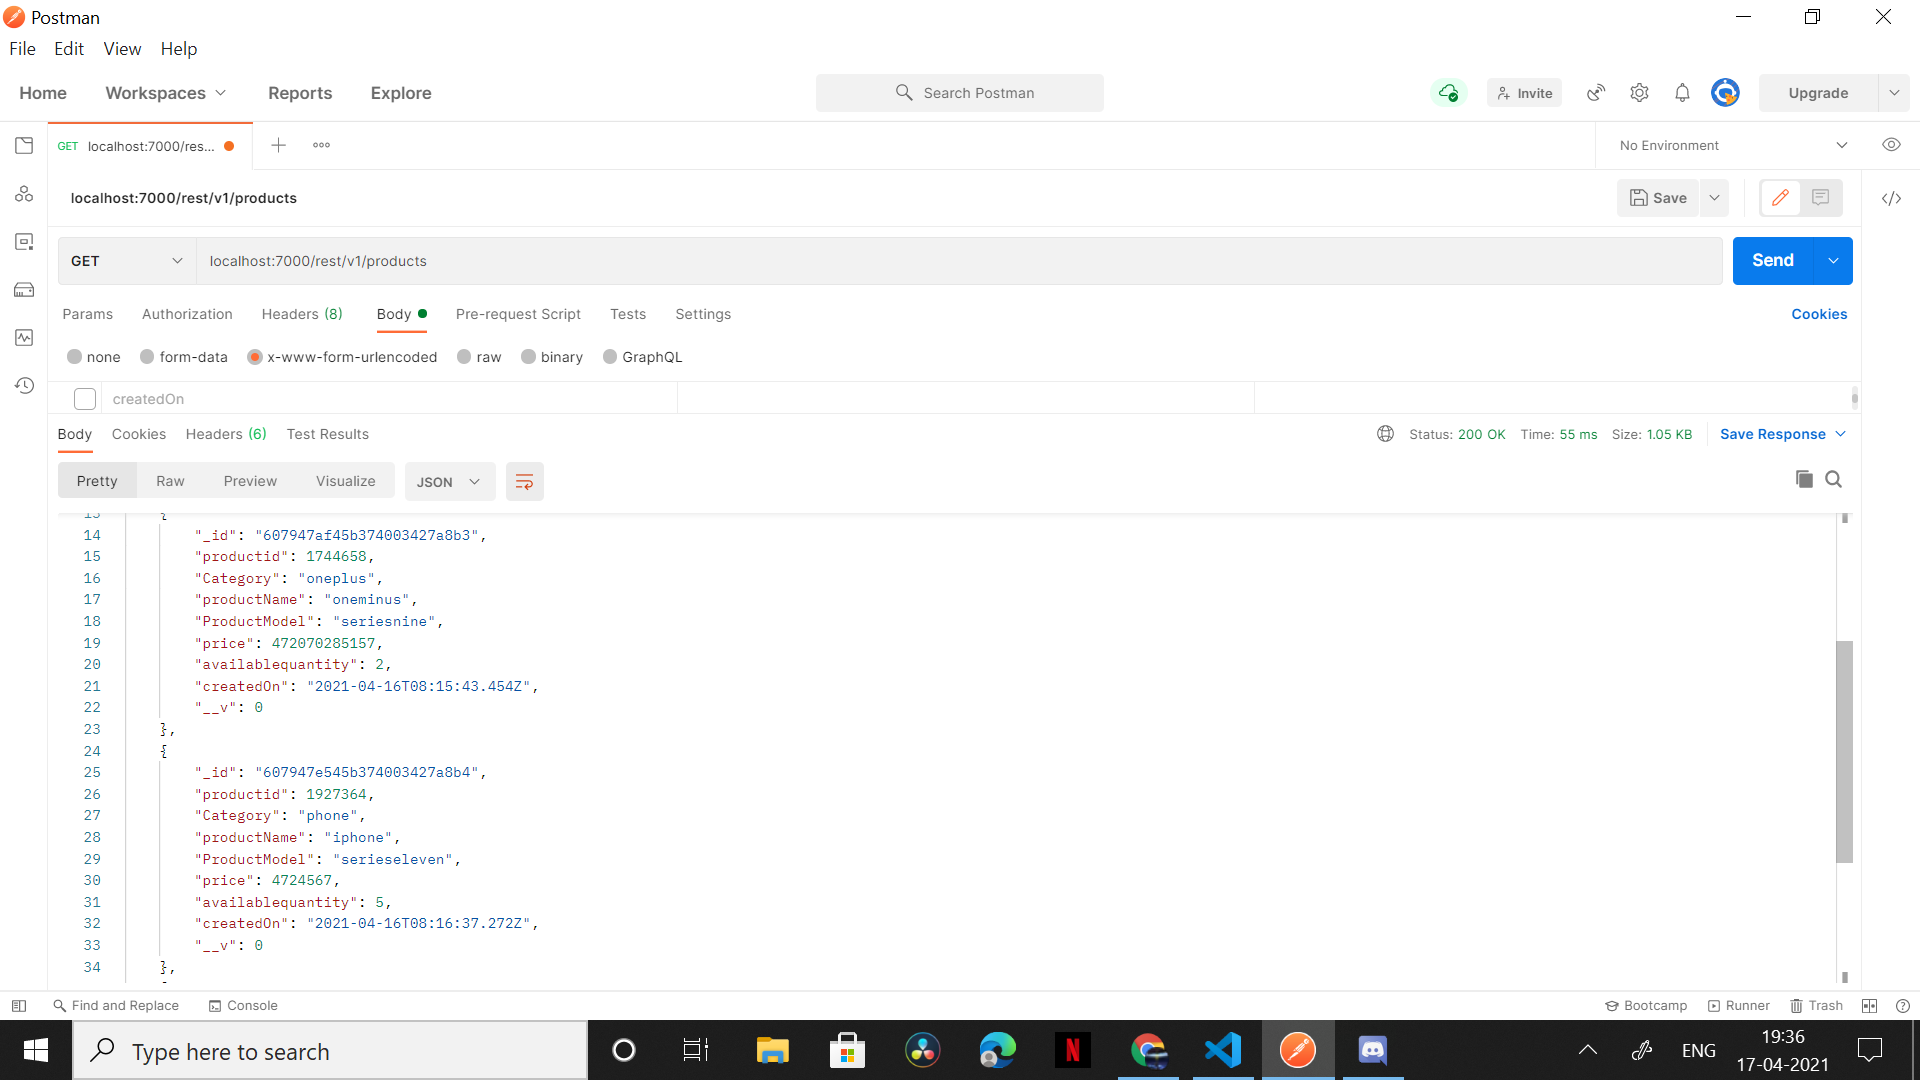 Postman
File Edit View Help
Home Workspaces Reports Explore Search Postman Invite Upgrade
GET localhost:7000/res... No Environment
localhost:7000/rest/v1/products Save
GET localhost:7000/rest/v1/products Send
Params Authorization Headers (8) Body Pre-request Script Tests Settings Cookies
none form-data x-www-form-urlencoded raw binary GraphQL
createdOn
Body Cookies Headers (6) Test Results Status: 200 OK Time: 55 ms Size: 1.05 KB Save Response
Pretty Raw Preview Visualize JSON
13 {
14 "_id": "607947af45b374003427a8b3",
15 "productid": 1744658,
16 "Category": "oneplus",
17 "productName": "oneminus",
18 "ProductModel": "seriesnine",
19 "price": 472070285157,
20 "availablequantity": 2,
21 "createdOn": "2021-04-16T08:15:43.454Z",
22 "__v": 0
23 },
24 {
25 "_id": "607947e545b374003427a8b4",
26 "productid": 1927364,
27 "Category": "phone",
28 "productName": "iphone",
29 "ProductModel": "serieseleven",
30 "price": 4724567,
31 "availablequantity": 5,
32 "createdOn": "2021-04-16T08:16:37.272Z",
33 "__v": 0
34 },
Find and Replace Console Bootcamp Runner Trash
Type here to search ENG 19:36
17-04-2021